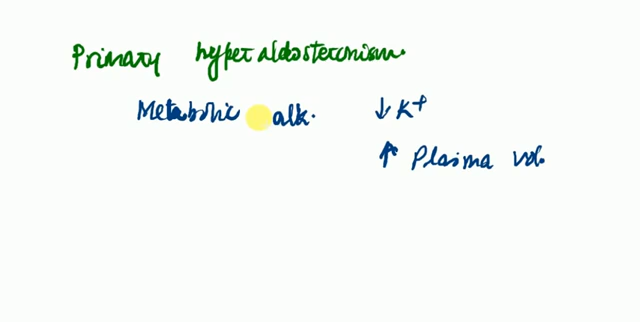 Primary hyperaldosteronism.
Metabolic alk. ↓ K+
↑ Plasma vol.